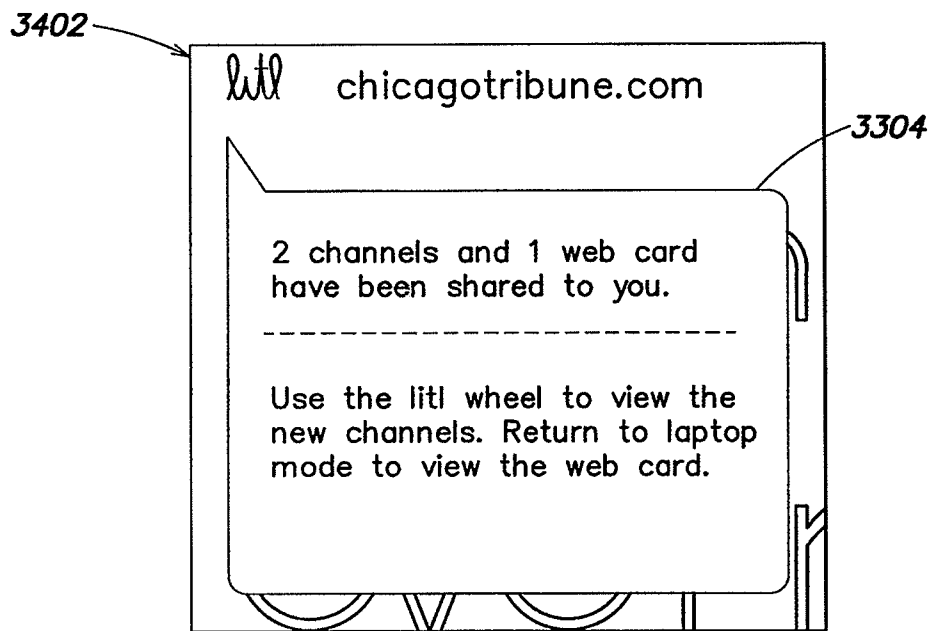 3402
litl chicagotribune.com
3304
2 channels and 1 web card
have been shared to you.
Use the litl wheel to view the
new channels. Return to laptop
mode to view the web card.